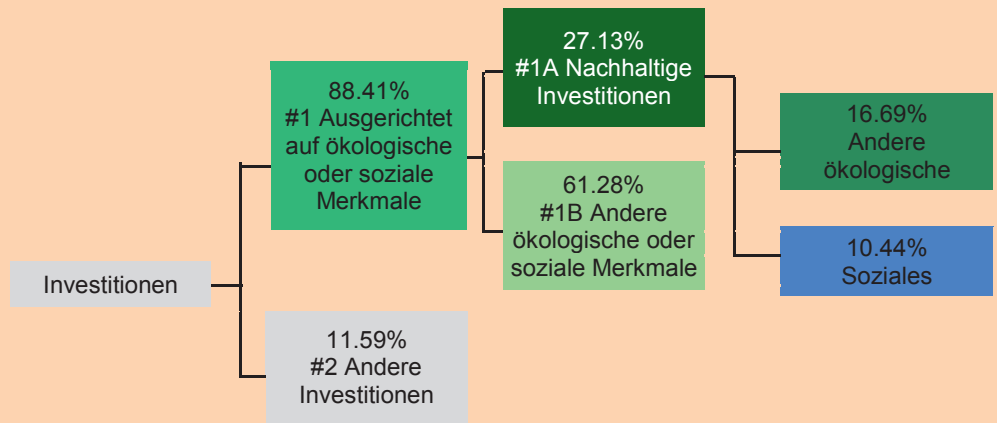 Investitionen
88.41%
#1 Ausgerichtet
auf ökologische
oder soziale
Merkmale
11.59%
#2 Andere
Investitionen
27.13%
#1A Nachhaltige
Investitionen
61.28%
#1B Andere
ökologische oder
soziale Merkmale
16.69%
Andere
ökologische
10.44%
Soziales